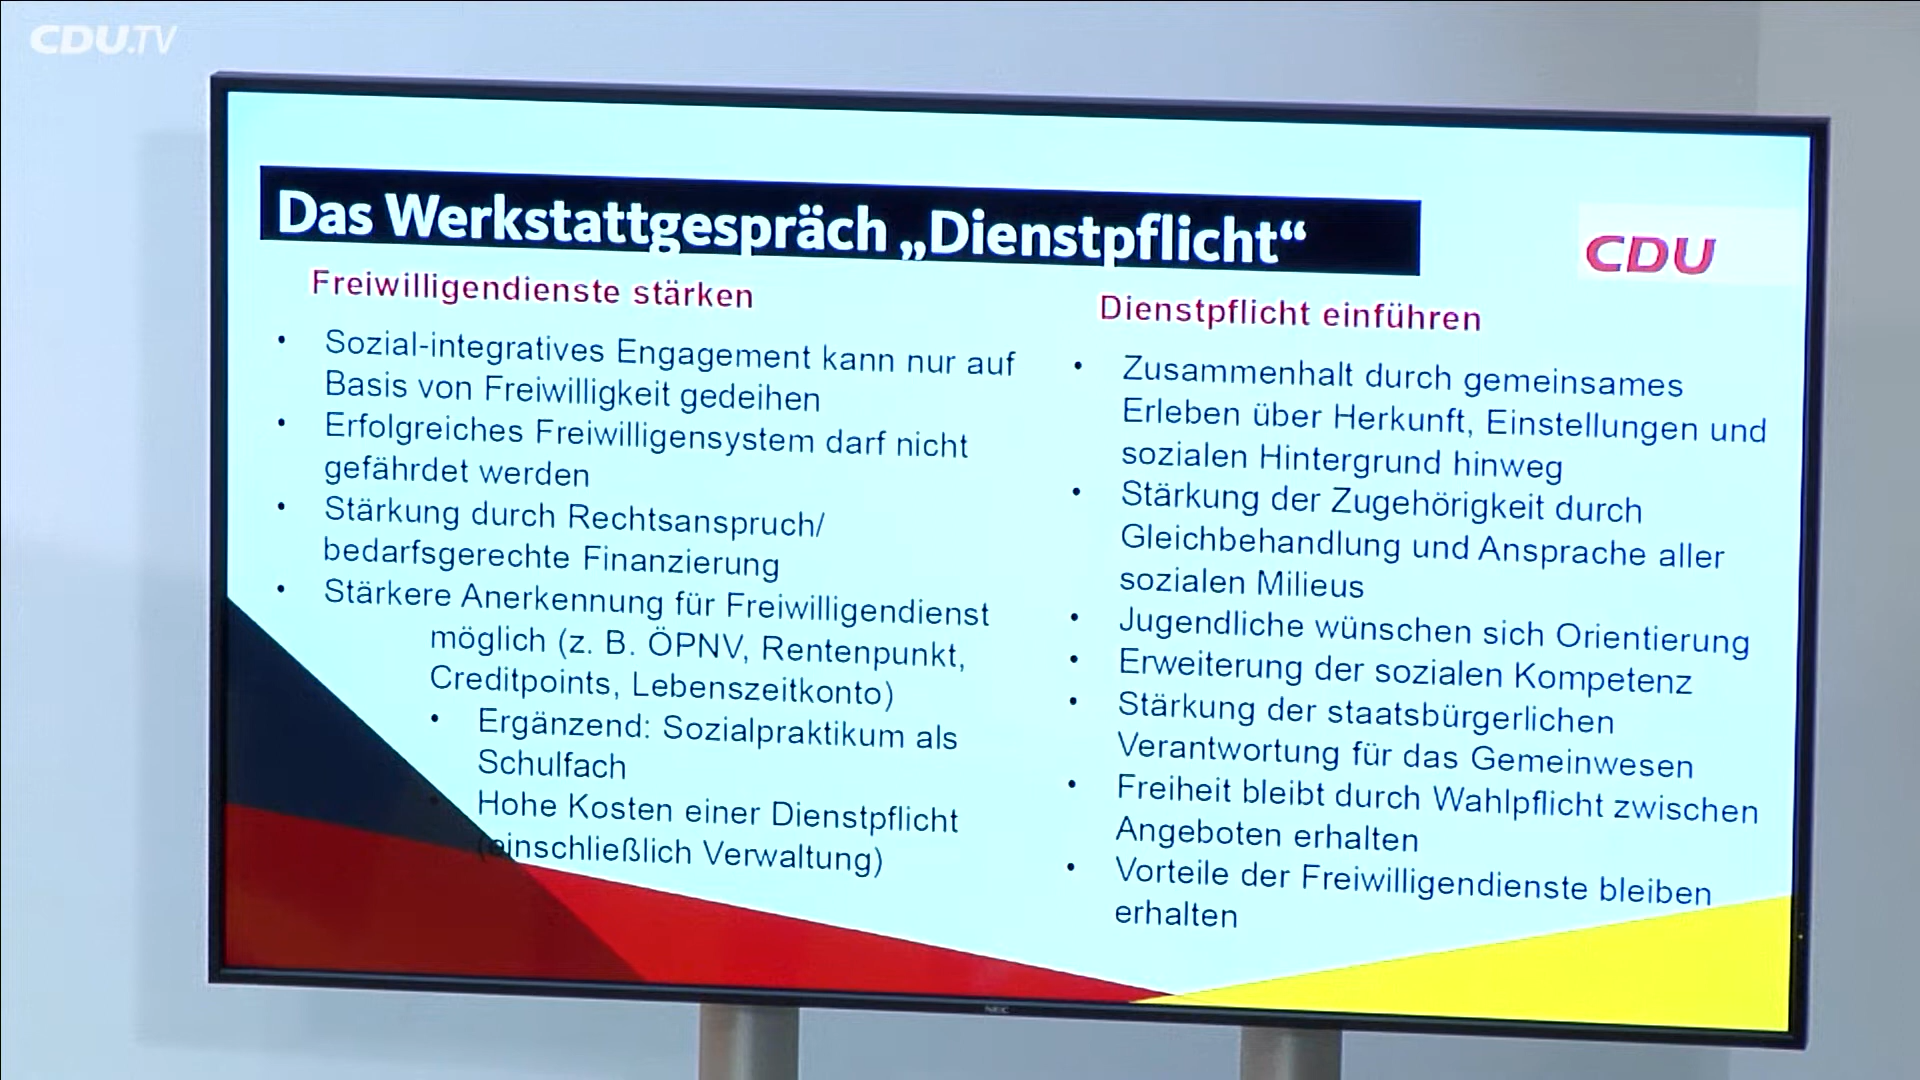 CDU.TV
Das Werkstattgespräch „Dienstpflicht“
CDU
Freiwilligendienste stärken
• Sozial-integratives Engagement kann nur auf
Basis von Freiwilligkeit gedeihen
• Erfolgreiches Freiwilligensystem darf nicht
gefährdet werden
• Stärkung durch Rechtsanspruch/
bedarfsgerechte Finanzierung
• Stärkere Anerkennung für Freiwilligendienst
möglich (z. B. ÖPNV, Rentenpunkt,
Creditpoints, Lebenszeitkonto)
• Ergänzend: Sozialpraktikum als
Schulfach
• Hohe Kosten einer Dienstpflicht
(einschließlich Verwaltung)
Dienstpflicht einführen
• Zusammenhalt durch gemeinsames
Erleben über Herkunft, Einstellungen und
sozialen Hintergrund hinweg
• Stärkung der Zugehörigkeit durch
Gleichbehandlung und Ansprache aller
sozialen Milieus
• Jugendliche wünschen sich Orientierung
• Erweiterung der sozialen Kompetenz
• Stärkung der staatsbürgerlichen
Verantwortung für das Gemeinwesen
• Freiheit bleibt durch Wahlpflicht zwischen
Angeboten erhalten
• Vorteile der Freiwilligendienste bleiben
erhalten
NEC